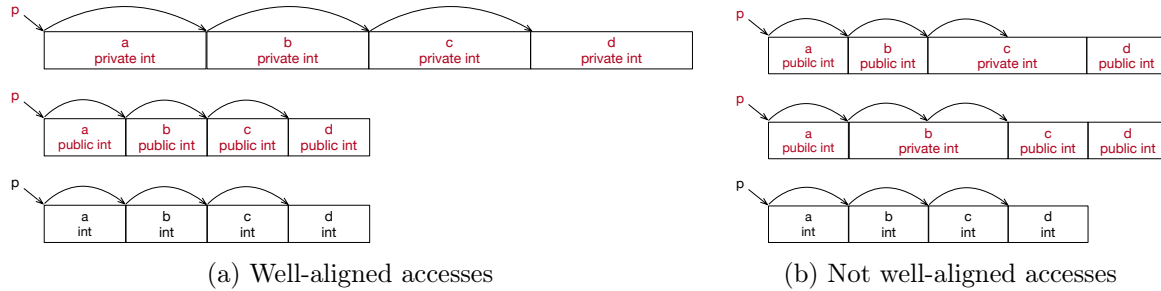 p
a
private int
b
private int
c
private int
d
private int
p
a
public int
b
public int
c
public int
d
public int
p
a
int
b
int
c
int
d
int
(a) Well-aligned accesses
p
a
pubilc int
b
public int
c
private int
d
public int
p
a
pubilc int
b
private int
c
public int
d
public int
p
a
int
b
int
c
int
d
int
(b) Not well-aligned accesses